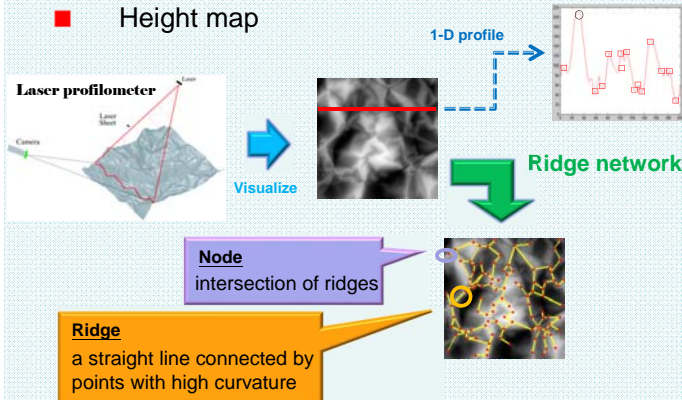 Height map
1-D profile
Laser profilometer
Laser
Laser
Sheet
Camera
Visualize
Ridge network
Node
intersection of ridges
Ridge
a straight line connected by
points with high curvature